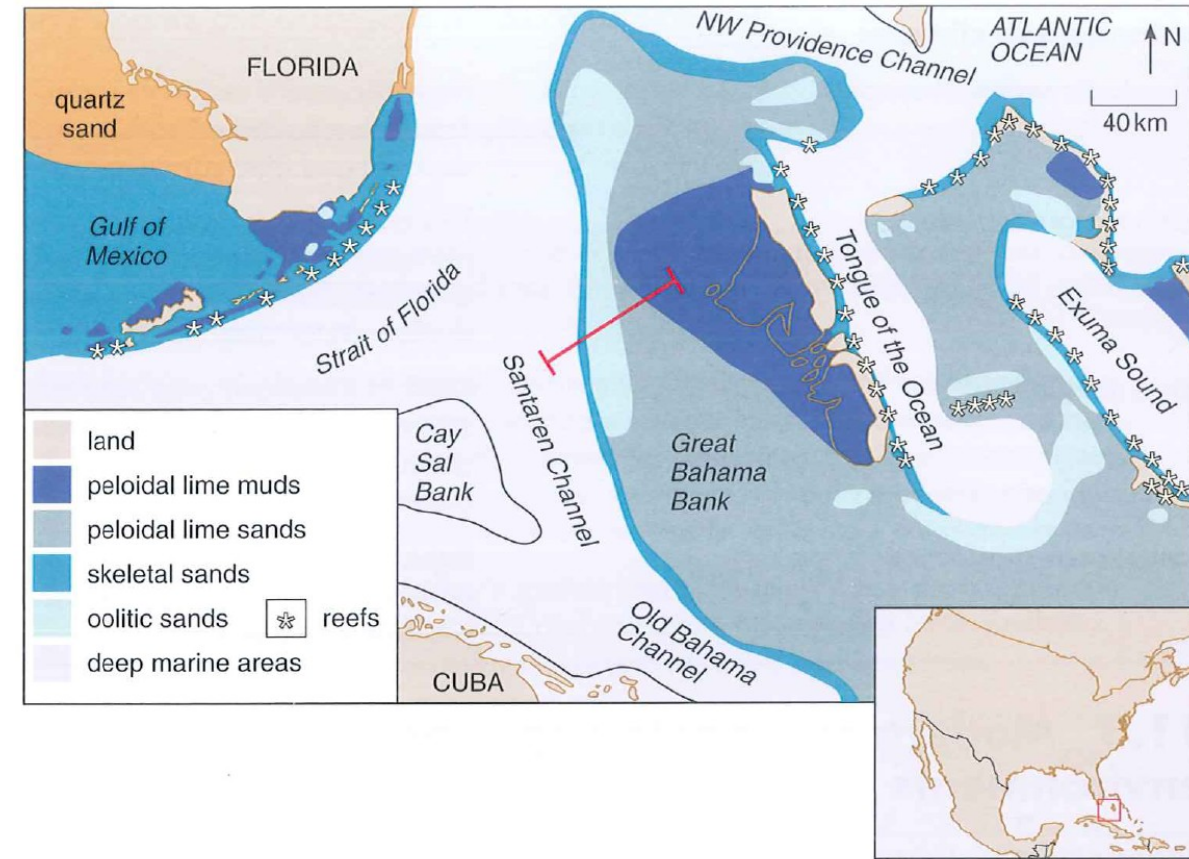 FLORIDA
quartz
sand
Gulf of
Mexico
Strait of Florida
NW Providence Channel
ATLANTIC
OCEAN
N
40 km
Tongue of the Ocean
Exuma Sound
Santaren Channel
Cay
Sal
Bank
Great
Bahama
Bank
Old Bahama
Channel
CUBA
land
peloidal lime muds
peloidal lime sands
skeletal sands
oolitic sands
reefs
deep marine areas